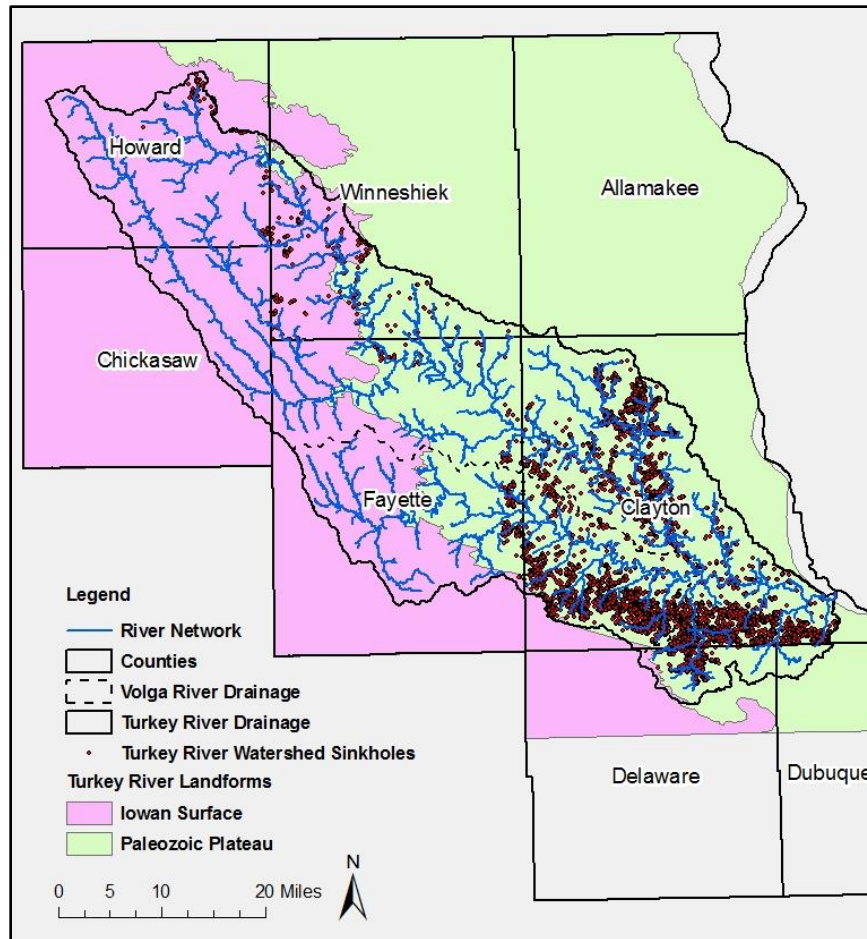 Howard
Winneshiek
Allamakee
Chickasaw
Fayette
Clayton
Legend
River Network
Counties
Volga River Drainage
Turkey River Drainage
Turkey River Watershed Sinkholes
Turkey River Landforms
Iowan Surface
Paleozoic Plateau
Delaware
Dubuque
N
0 5 10 20 Miles